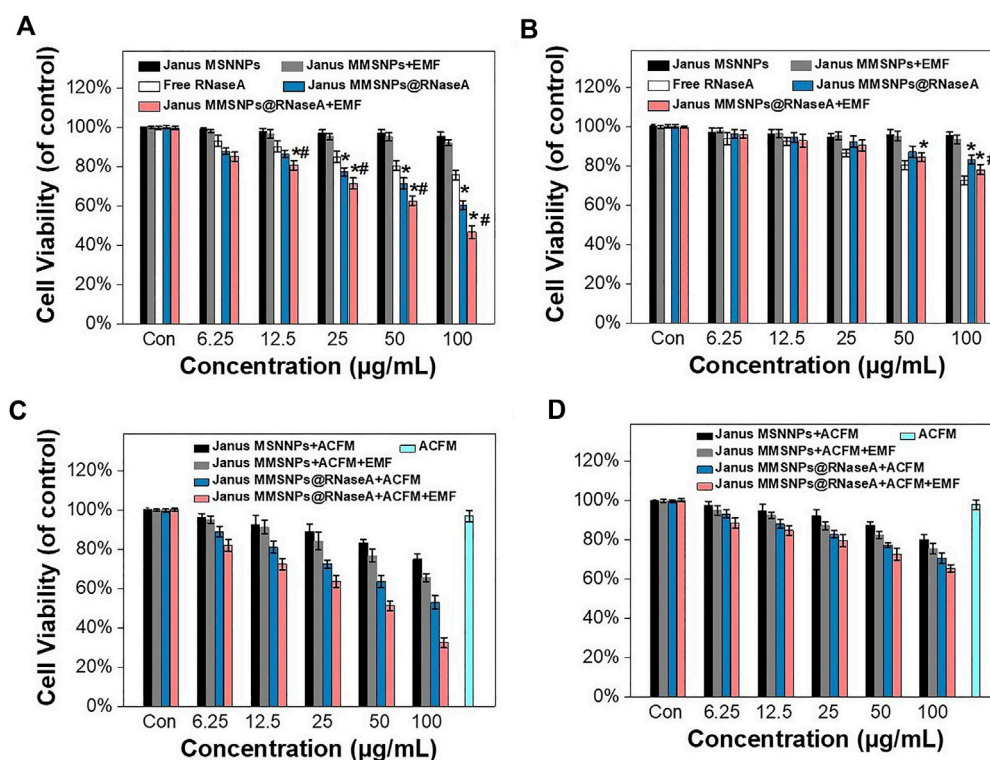 A
Janus MSNNPs
Janus MMSNPs+EMF
Free RNaseA
Janus MMSNPs@RNaseA
Janus MMSNPs@RNaseA+EMF
Cell Viability (of control)
120%
100%
80%
60%
40%
20%
0%
*#
*
*#
*
*#
*
*#
Con 6.25 12.5 25 50 100
Concentration (µg/mL)
B
Janus MSNNPs
Janus MMSNPs+EMF
Free RNaseA
Janus MMSNPs@RNaseA
Janus MMSNPs@RNaseA+EMF
Cell Viability (of control)
120%
100%
80%
60%
40%
20%
0%
*
*
*#
Con 6.25 12.5 25 50 100
Concentration (µg/mL)
C
Janus MSNNPs+ACFM
ACFM
Janus MMSNPs+ACFM+EMF
Janus MMSNPs@RNaseA+ACFM
Janus MMSNPs@RNaseA+ACFM+EMF
Cell Viability (of control)
120%
100%
80%
60%
40%
20%
0%
Con 6.25 12.5 25 50 100
Concentration (µg/mL)
D
Janus MSNNPs+ACFM
ACFM
Janus MMSNPs+ACFM+EMF
Janus MMSNPs@RNaseA+ACFM
Janus MMSNPs@RNaseA+ACFM+EMF
Cell Viability (of control)
120%
100%
80%
60%
40%
20%
0%
Con 6.25 12.5 25 50 100
Concentration (µg/mL)